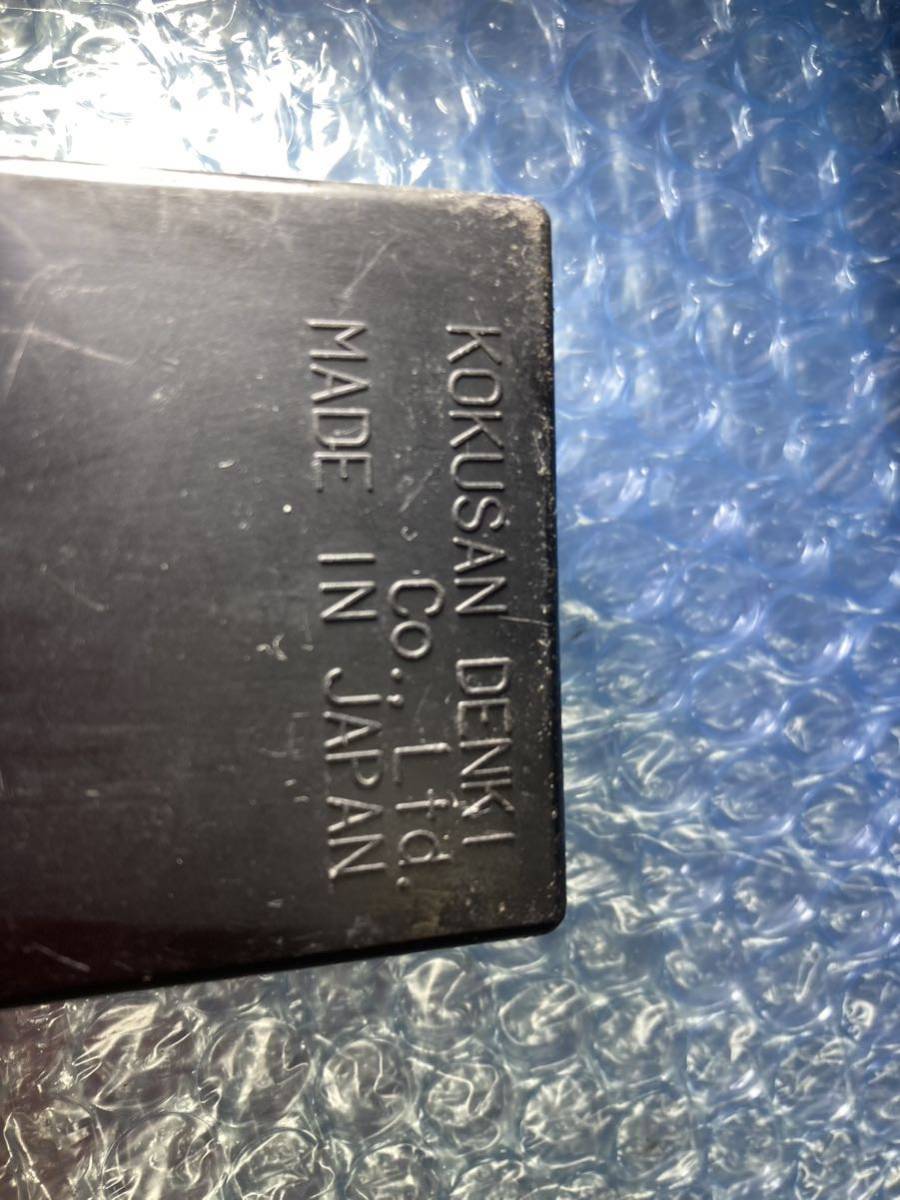 KOKUSAN DENKI
Co., Ltd.
MADE IN JAPAN